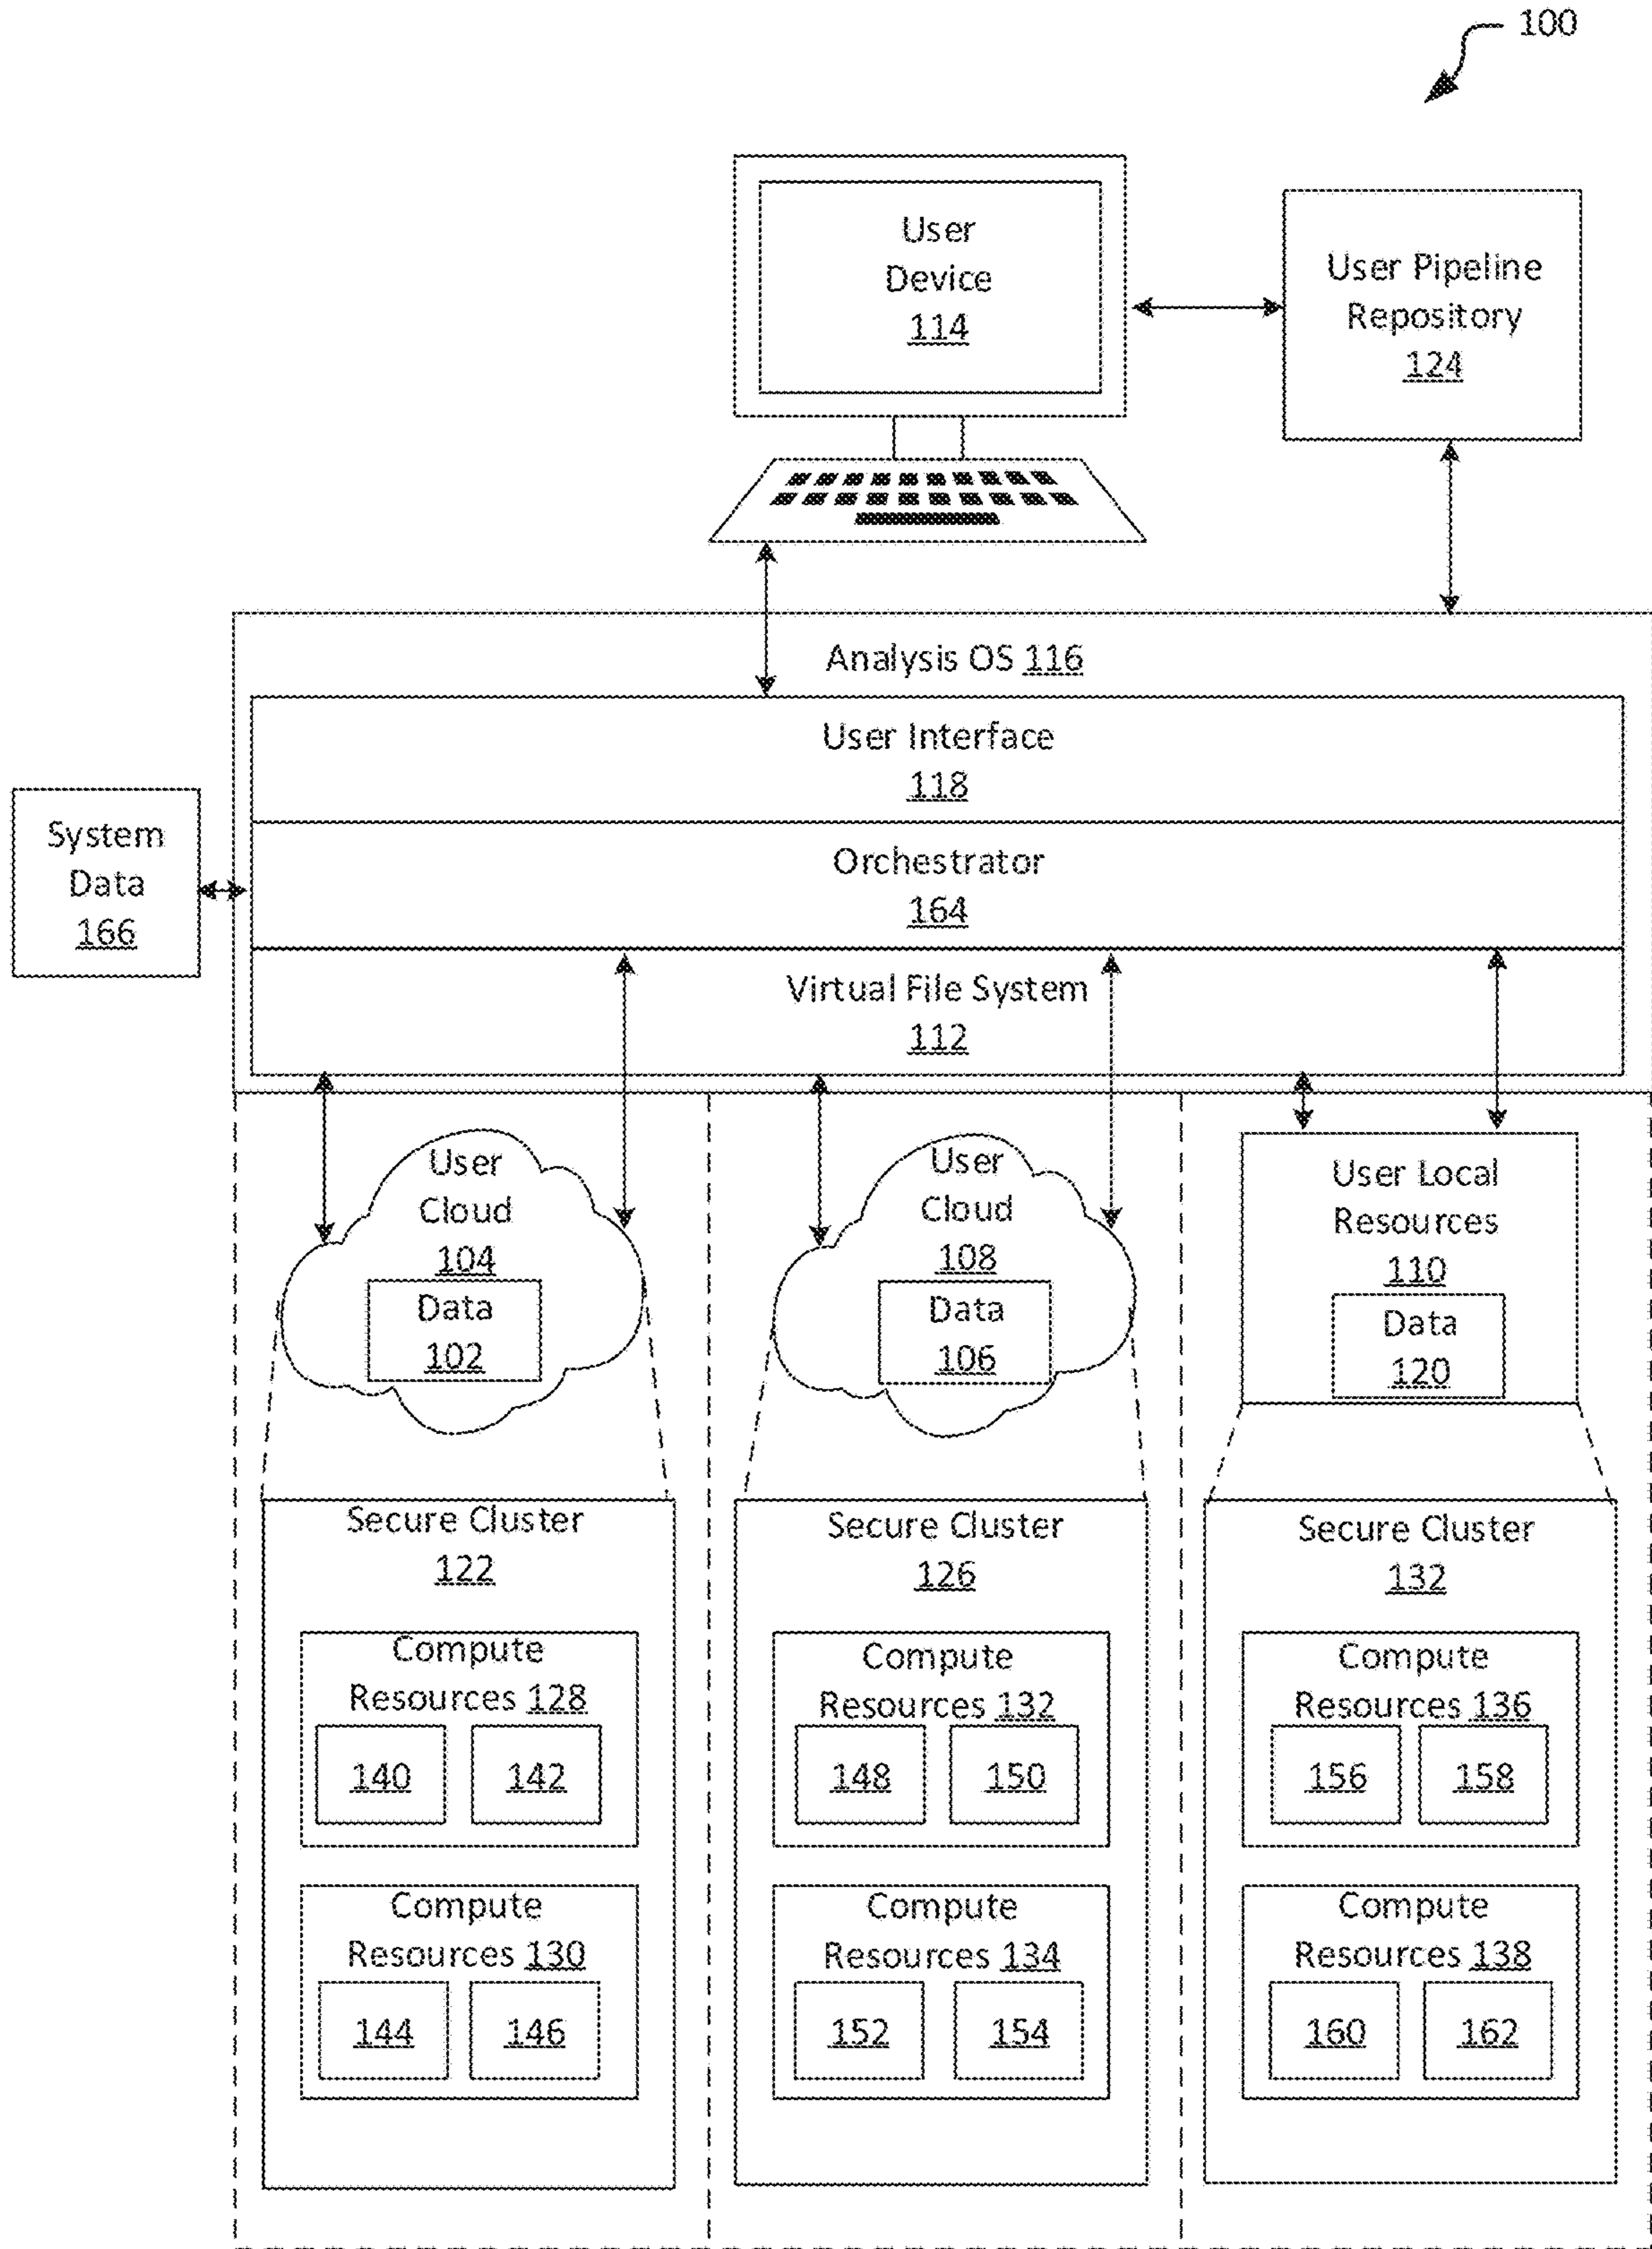 100
User
Device
114
User Pipeline
Repository
124
Analysis OS 116
User Interface
118
System
Data
166
Orchestrator
164
Virtual File System
112
User
Cloud
104
Data
102
User
Cloud
108
Data
106
User Local
Resources
110
Data
120
Secure Cluster
122
Compute
Resources 128
140 142
Compute
Resources 130
144 146
Secure Cluster
126
Compute
Resources 132
148 150
Compute
Resources 134
152 154
Secure Cluster
132
Compute
Resources 136
156 158
Compute
Resources 138
160 162